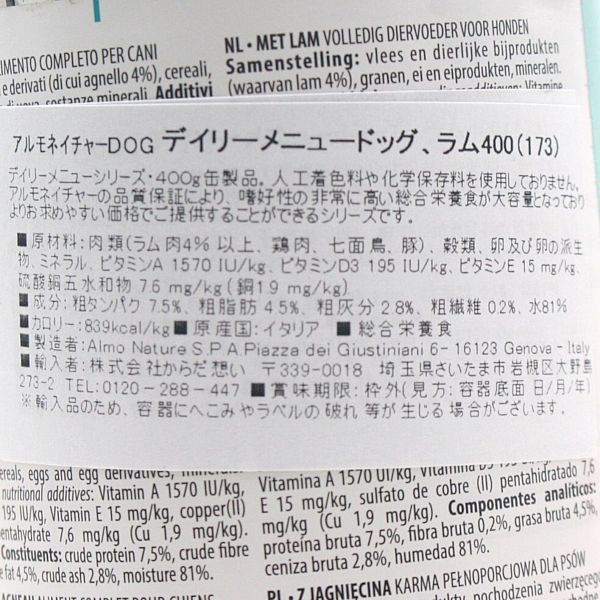 IMENTO COMPLETO PER CANI
e derivati (di cui agnello 4%), cereali,
sostanze minerali. Additivi
NL • MET LAM VOLLEDIG DIERVOEDER VOOR HONDEN
Samenstelling: vlees en dierlijke bijprodukten
(waarvan lam 4%), granen, ei en eiprodukten, mineralen.
アルモネイチャーDOG デイリーメニュードッグ、ラム400(173)
デイリーメニューシリーズ・400g缶製品。人工着色料や化学保存料を使用しておりません。
アルモネイチャーの品質保証により、嗜好性の非常に高い総合栄養食が大容量となっており
よりお求めやすい価格でご提供することができるシリーズです。
■原材料:肉類(ラム肉4%以上、鶏肉、七面鳥、豚)、穀類、卵及び卵の派生
物、ミネラル、ビタミンA 1570 IU/kg、ビタミンD3 195 IU/kg、ビタミンE 15 mg/kg、
硫酸銅五水和物 7.6 mg/kg(銅1.9 mg/kg)
■成分:粗タンパク 7.5%、粗脂肪 4.5%、粗灰分 2.8%、粗繊維 0.2%、水81%
■カロリー:839kcal/kg■原産国:イタリア ■総合栄養食
■製造者:Almo Nature S.P.A.Piazza dei Giustiniani 6-16123 Genova - Italy
■輸入者:株式会社からだ想い 〒339-0018 埼玉県さいたま市岩槻区大野島
273-2 TEL:0120-288-447■賞味期限:枠外(見方:容器底面 日/月/年)
※輸入品のため、容器にへこみやラベルの破れ等が生じる場合がございます。
ereals, eggs and egg derivatives, minerals.
nutritional additives: Vitamin A 1570 IU/kg,
195 IU/kg, Vitamin E 15 mg/kg, copper(II)
pentahydrate 7,6 mg/kg (Cu 1,9 mg/kg).
Constituents: crude protein 7,5%, crude fibre
fat 4,5%, crude ash 2,8%, moisture 81%.
Vitamina A 1570 UI/kg, Vitamina D3 195
E 15 mg/kg, sulfato de cobre (II) pentahidratado 7,6
mg/kg (Cu 1,9 mg/kg). Componentes analíticos:
proteína bruta 7,5%, fibra bruta 0,2%, grasa bruta 4,5%,
ceniza bruta 2,8%, humedad 81%.
PL • Z JAGNIĘCINĄ KARMA PEŁNOPORCJOWA DLA PSÓW